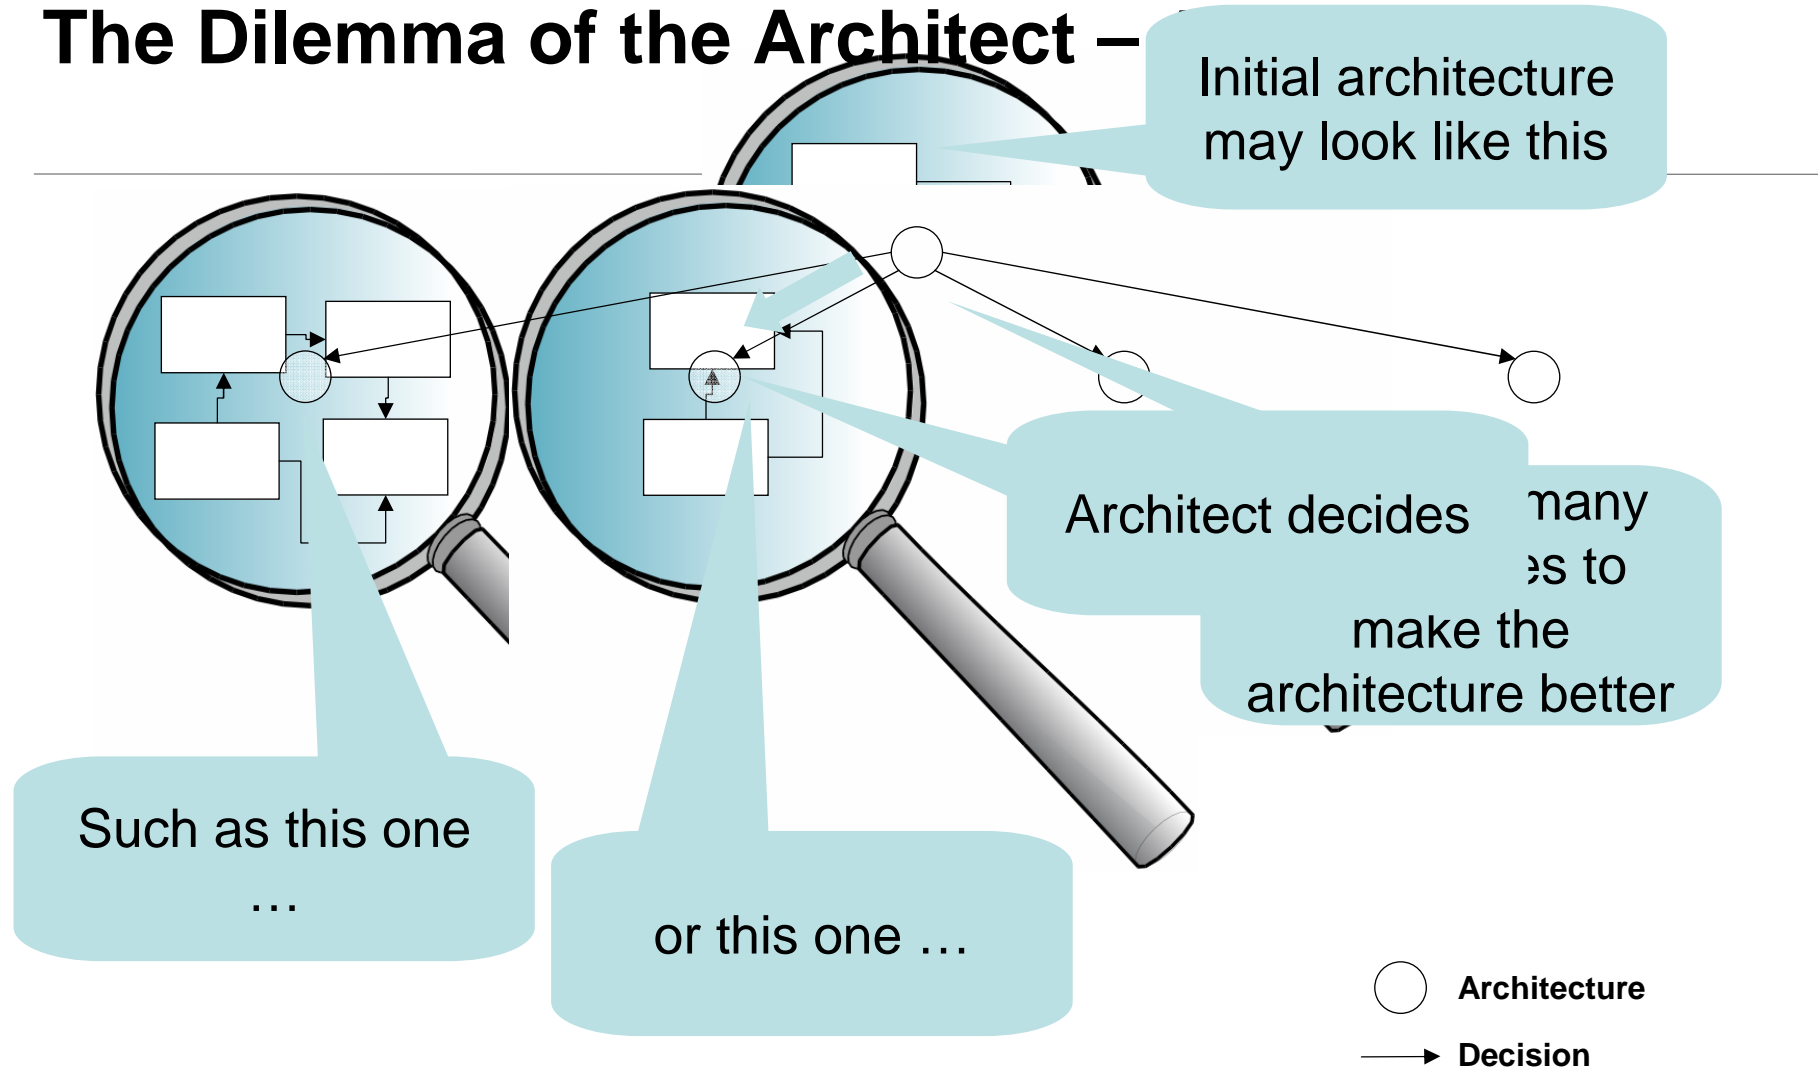 The Dilemma of the Architect –
Initial architecture
may look like this
Architect decides
many
to
make the
architecture better
Such as this one
…
or this one …
Architecture
Decision